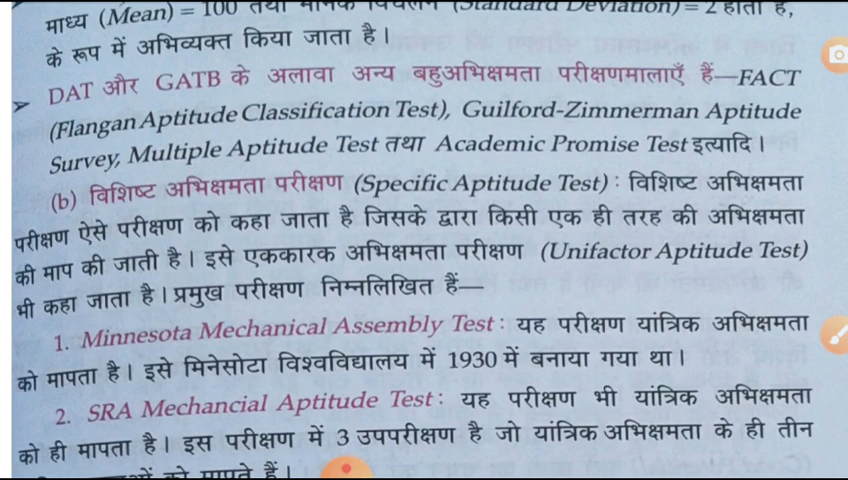 माध्य (Mean) = 100 तथा मानक विचलन (Standard Deviation) = 2 होता है,
के रूप में अभिव्यक्त किया जाता है।
DAT और GATB के अलावा अन्य बहुअभिक्षमता परीक्षणमालाएँ हैं—FACT
(Flangan Aptitude Classification Test), Guilford-Zimmerman Aptitude
Survey, Multiple Aptitude Test तथा Academic Promise Test इत्यादि।
(b) विशिष्ट अभिक्षमता परीक्षण (Specific Aptitude Test) : विशिष्ट अभिक्षमता
परीक्षण ऐसे परीक्षण को कहा जाता है जिसके द्वारा किसी एक ही तरह की अभिक्षमता
की माप की जाती है। इसे एककारक अभिक्षमता परीक्षण (Unifactor Aptitude Test)
भी कहा जाता है। प्रमुख परीक्षण निम्नलिखित हैं—
1. Minnesota Mechanical Assembly Test : यह परीक्षण यांत्रिक अभिक्षमता
को मापता है। इसे मिनेसोटा विश्वविद्यालय में 1930 में बनाया गया था।
2. SRA Mechancial Aptitude Test : यह परीक्षण भी यांत्रिक अभिक्षमता
को ही मापता है। इस परीक्षण में 3 उपपरीक्षण है जो यांत्रिक अभिक्षमता के ही तीन
को मापते हैं।